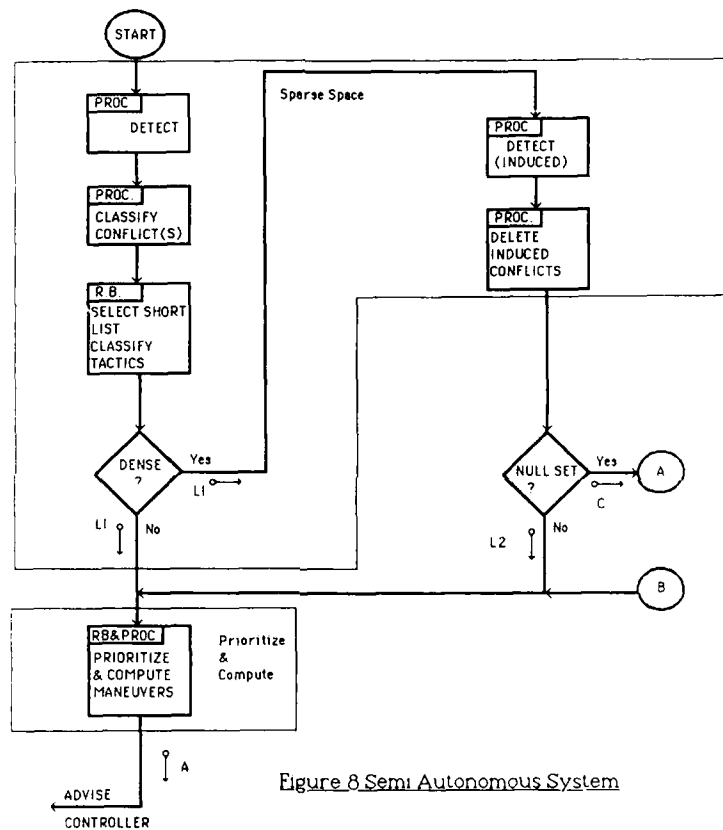 START
PROC
DETECT
PROC.
CLASSIFY
CONFLICT(S)
R.B.
SELECT SHORT
LIST
CLASSIFY
TACTICS
DENSE
?
Yes
L1
L1
No
Sparse Space
PROC
DETECT
(INDUCED)
PROC.
DELETE
INDUCED
CONFLICTS
NULL SET
?
Yes
C
A
L2
No
B
RB&PROC
PRIORITIZE
& COMPUTE
MANEUVERS
Prioritize
&
Compute
A
ADVISE
CONTROLLER
Figure 8 Semi Autonomous System